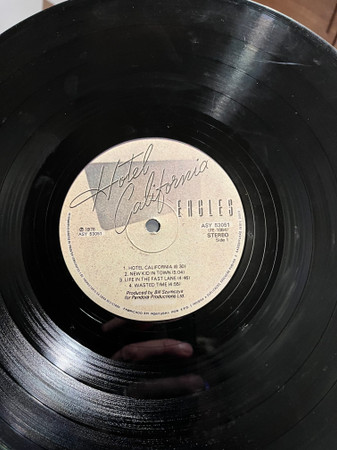 Hotel
California
EAGLES
℗ 1976
ASY 53051
ASY 53051
STEREO
Side 1
1. HOTEL CALIFORNIA (6:30)
2. NEW KID IN TOWN (5:04)
3. LIFE IN THE FAST LANE (4:46)
4. WASTED TIME (4:55)
Produced by Bill Szymczyk
for Pandora Productions Ltd.